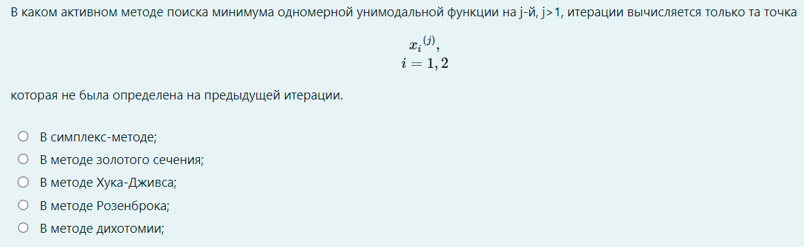 В каком активном методе поиска минимума одномерной унимодальной функции на j-й, j>1, итерации вычисляется только та точка
xᵢ⁽ʲ⁾,
i = 1, 2
которая не была определена на предыдущей итерации.
В симплекс-методе;
В методе золотого сечения;
В методе Хука-Дживса;
В методе Розенброка;
В методе дихотомии;